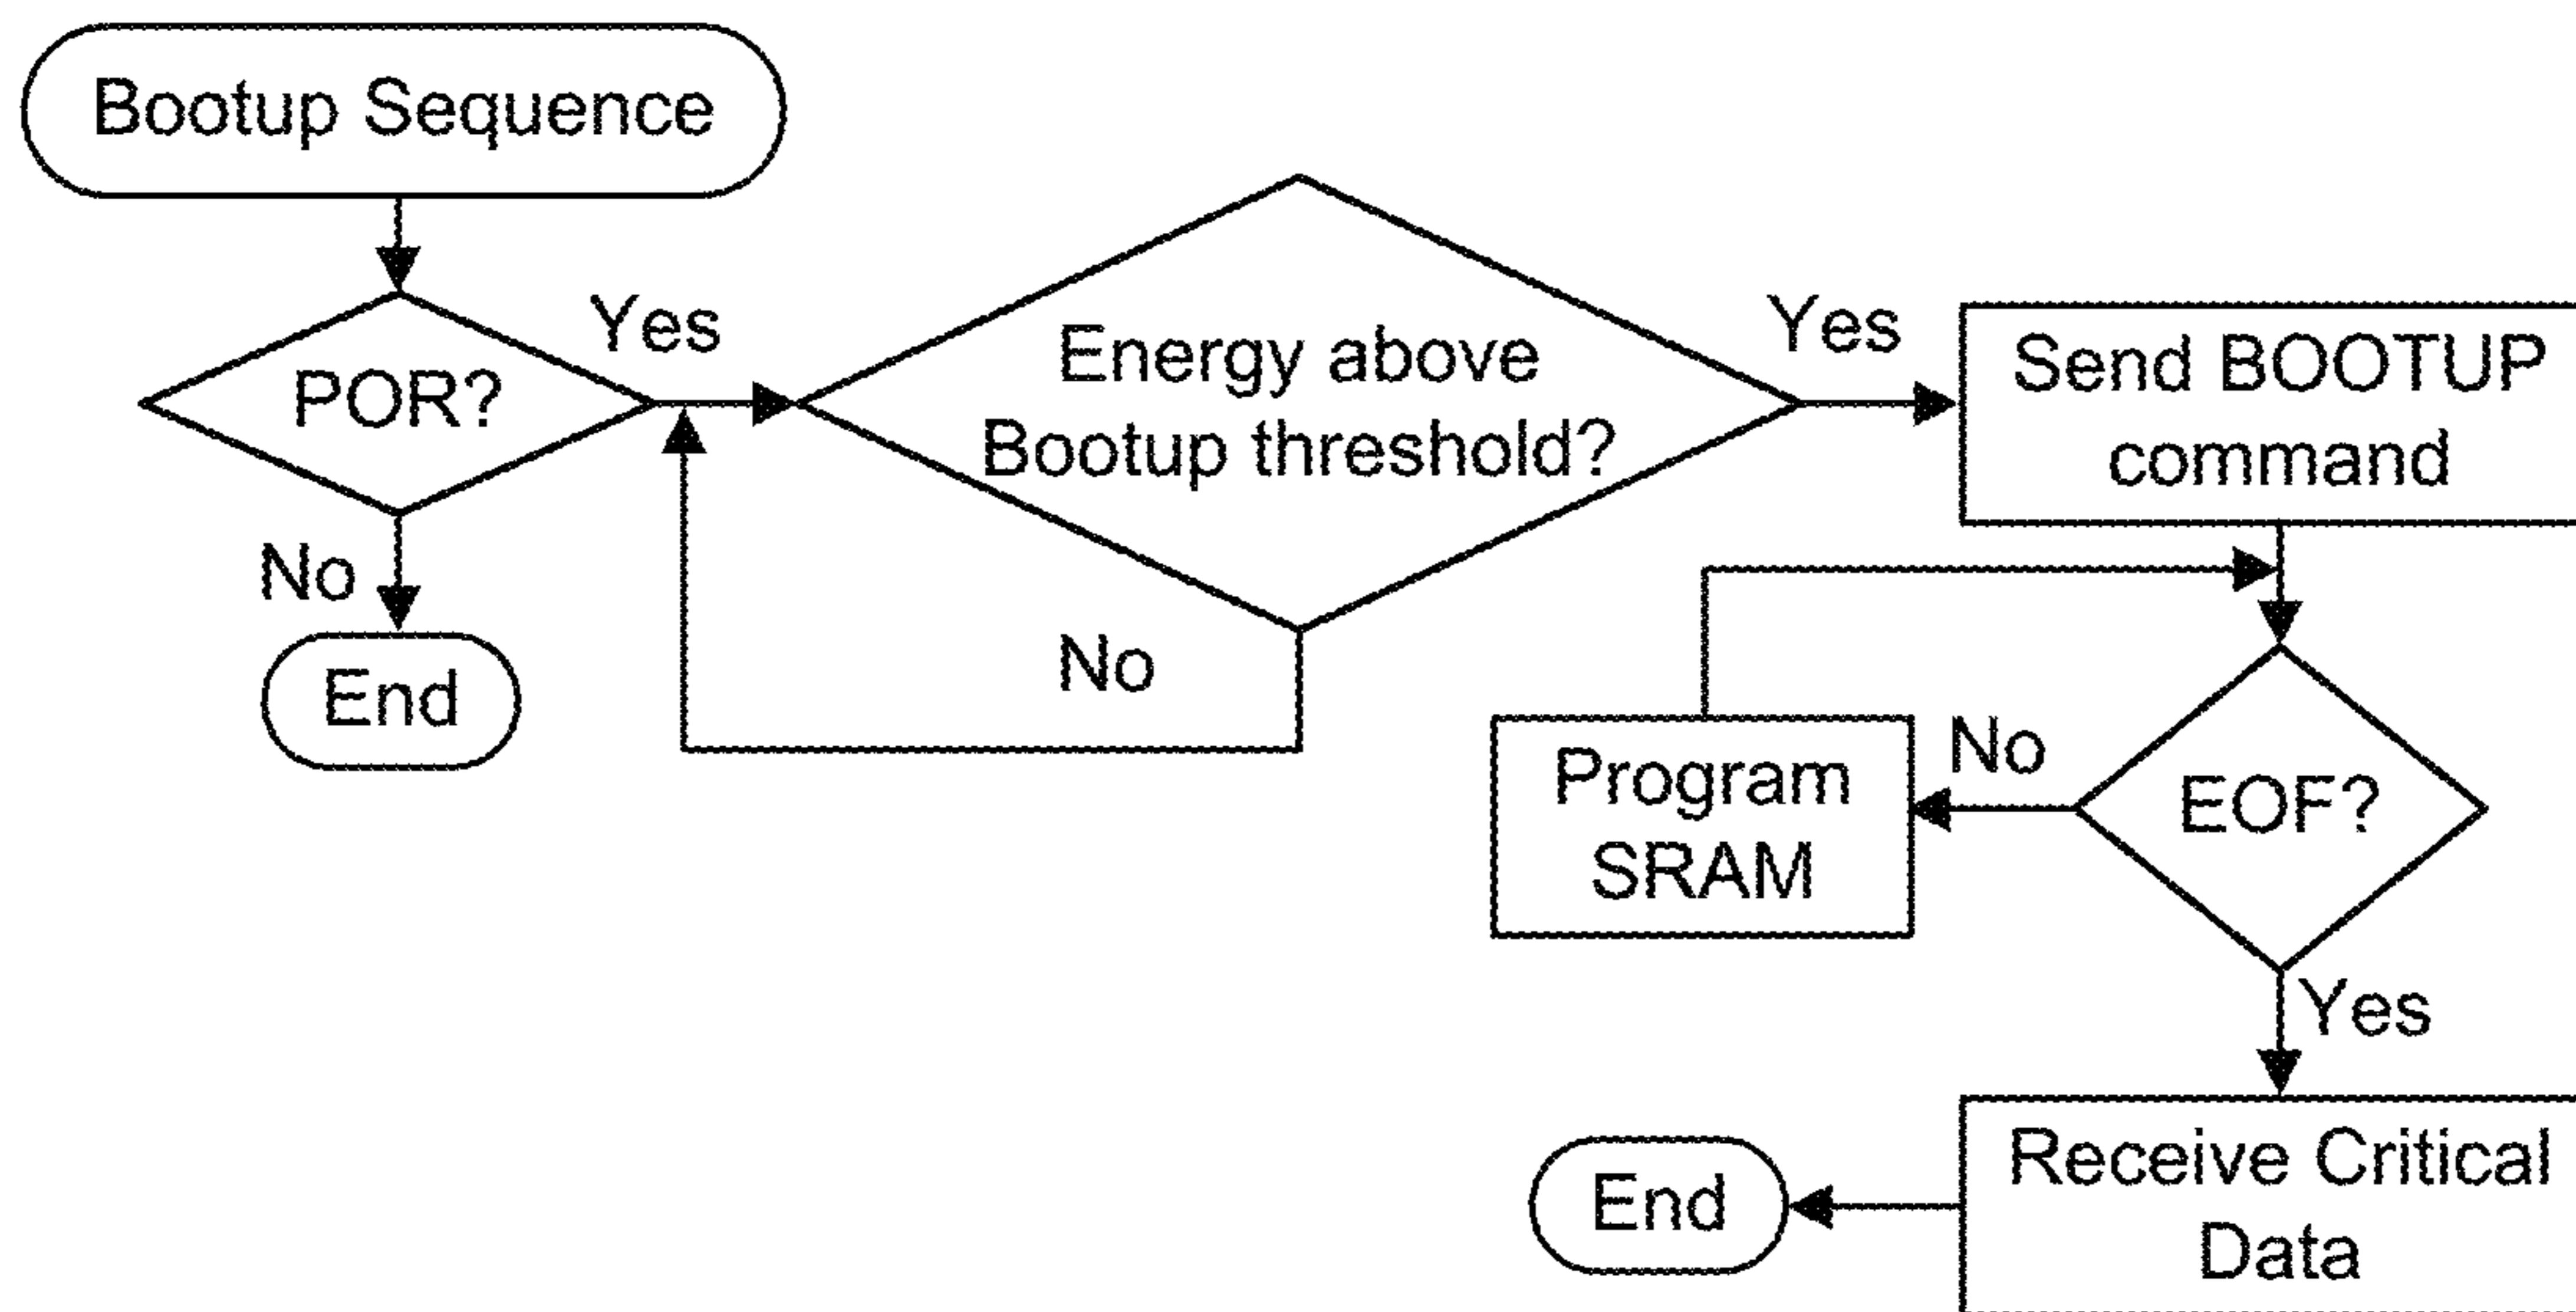 Bootup Sequence
POR?
Yes
No
End
Energy above
Bootup threshold?
Yes
No
Send BOOTUP
command
EOF?
No
Program
SRAM
Yes
Receive Critical
Data
End